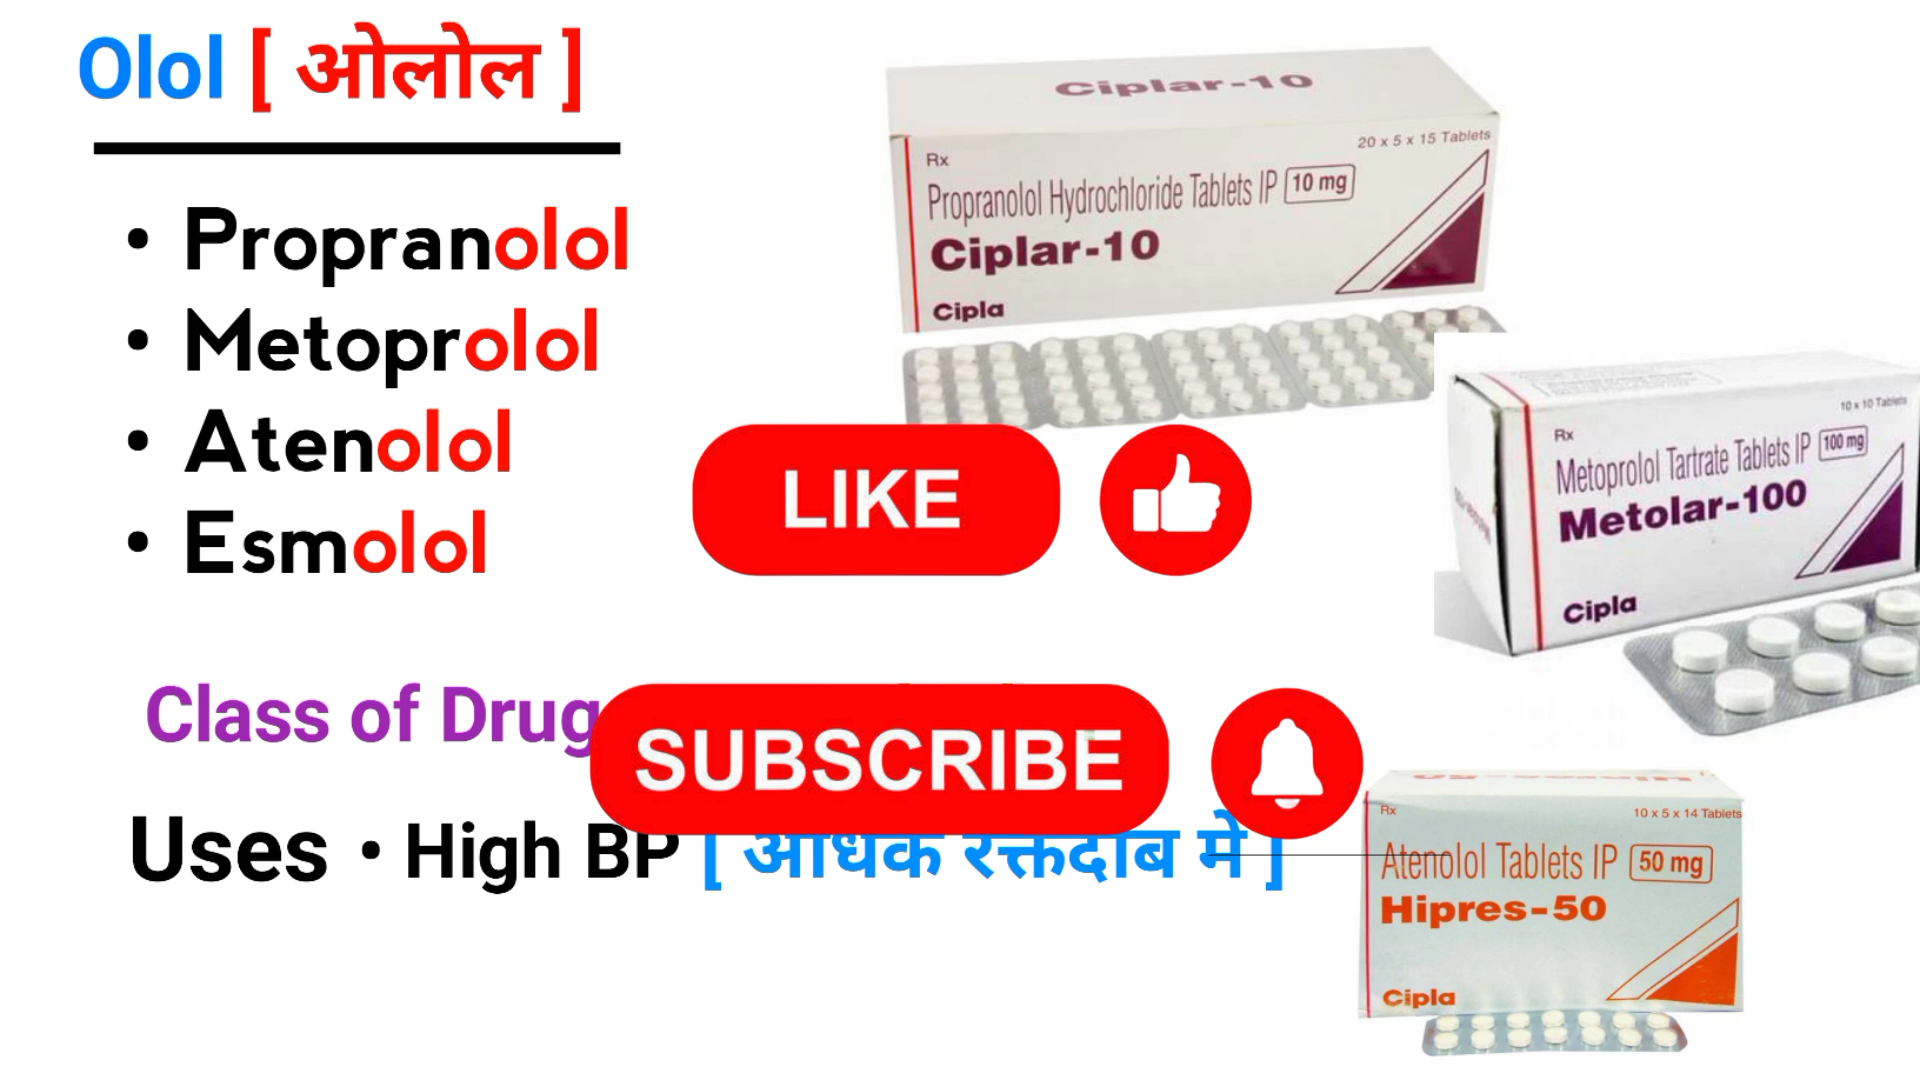 Olol [ ओलोल ]
• Propranolol
• Metoprolol
• Atenolol
• Esmolol
Class of Drug
Uses • High BP [ अधिक रक्तदाब में ]
LIKE
SUBSCRIBE
Ciplar-10
20 x 5 x 15 Tablets
Rx
Propranolol Hydrochloride Tablets IP 10 mg
Ciplar-10
Cipla
10 x 10 Tablets
Rx
Metoprolol Tartrate Tablets IP 100 mg
Metolar-100
Cipla
Rx
10 x 5 x 14 Tablets
Atenolol Tablets IP 50 mg
Hipres-50
Cipla